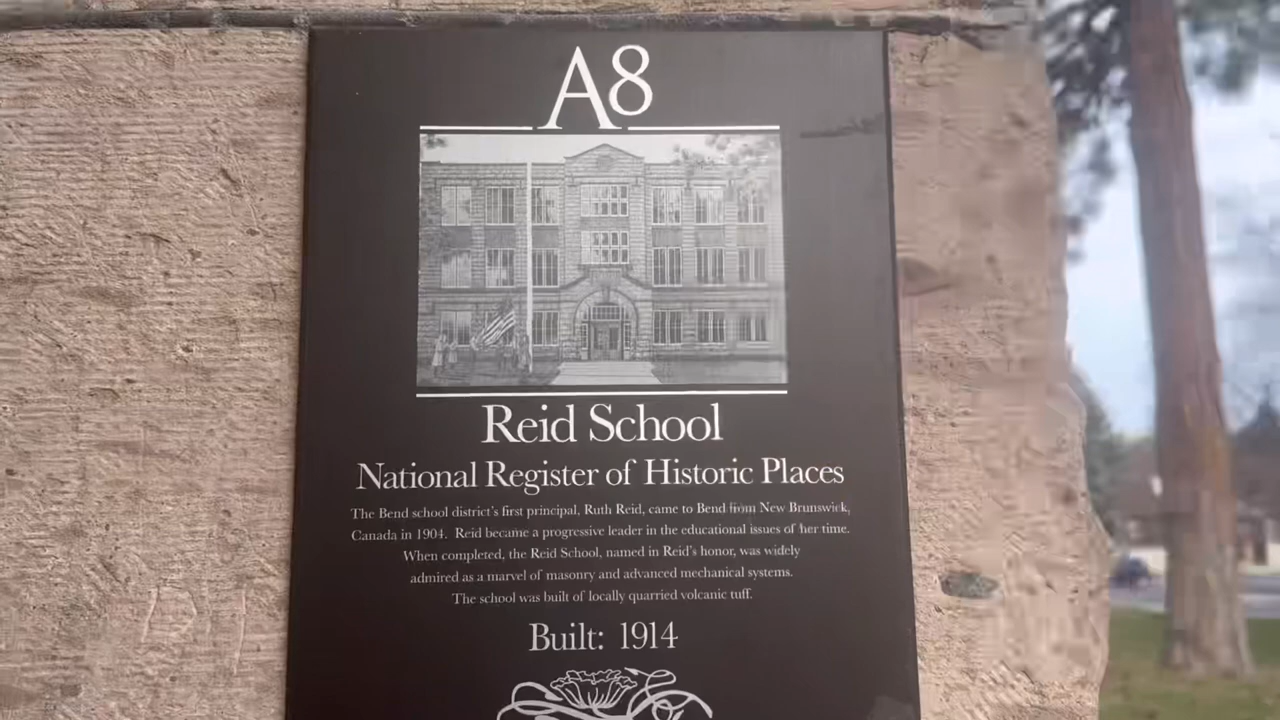 A8
Reid School
National Register of Historic Places
The Bend school district's first principal, Ruth Reid, came to Bend from New Brunswick,
Canada in 1904. Reid became a progressive leader in the educational issues of her time.
When completed, the Reid School, named in Reid's honor, was widely
admired as a marvel of masonry and advanced mechanical systems.
The school was built of locally quarried volcanic tuff.
Built: 1914